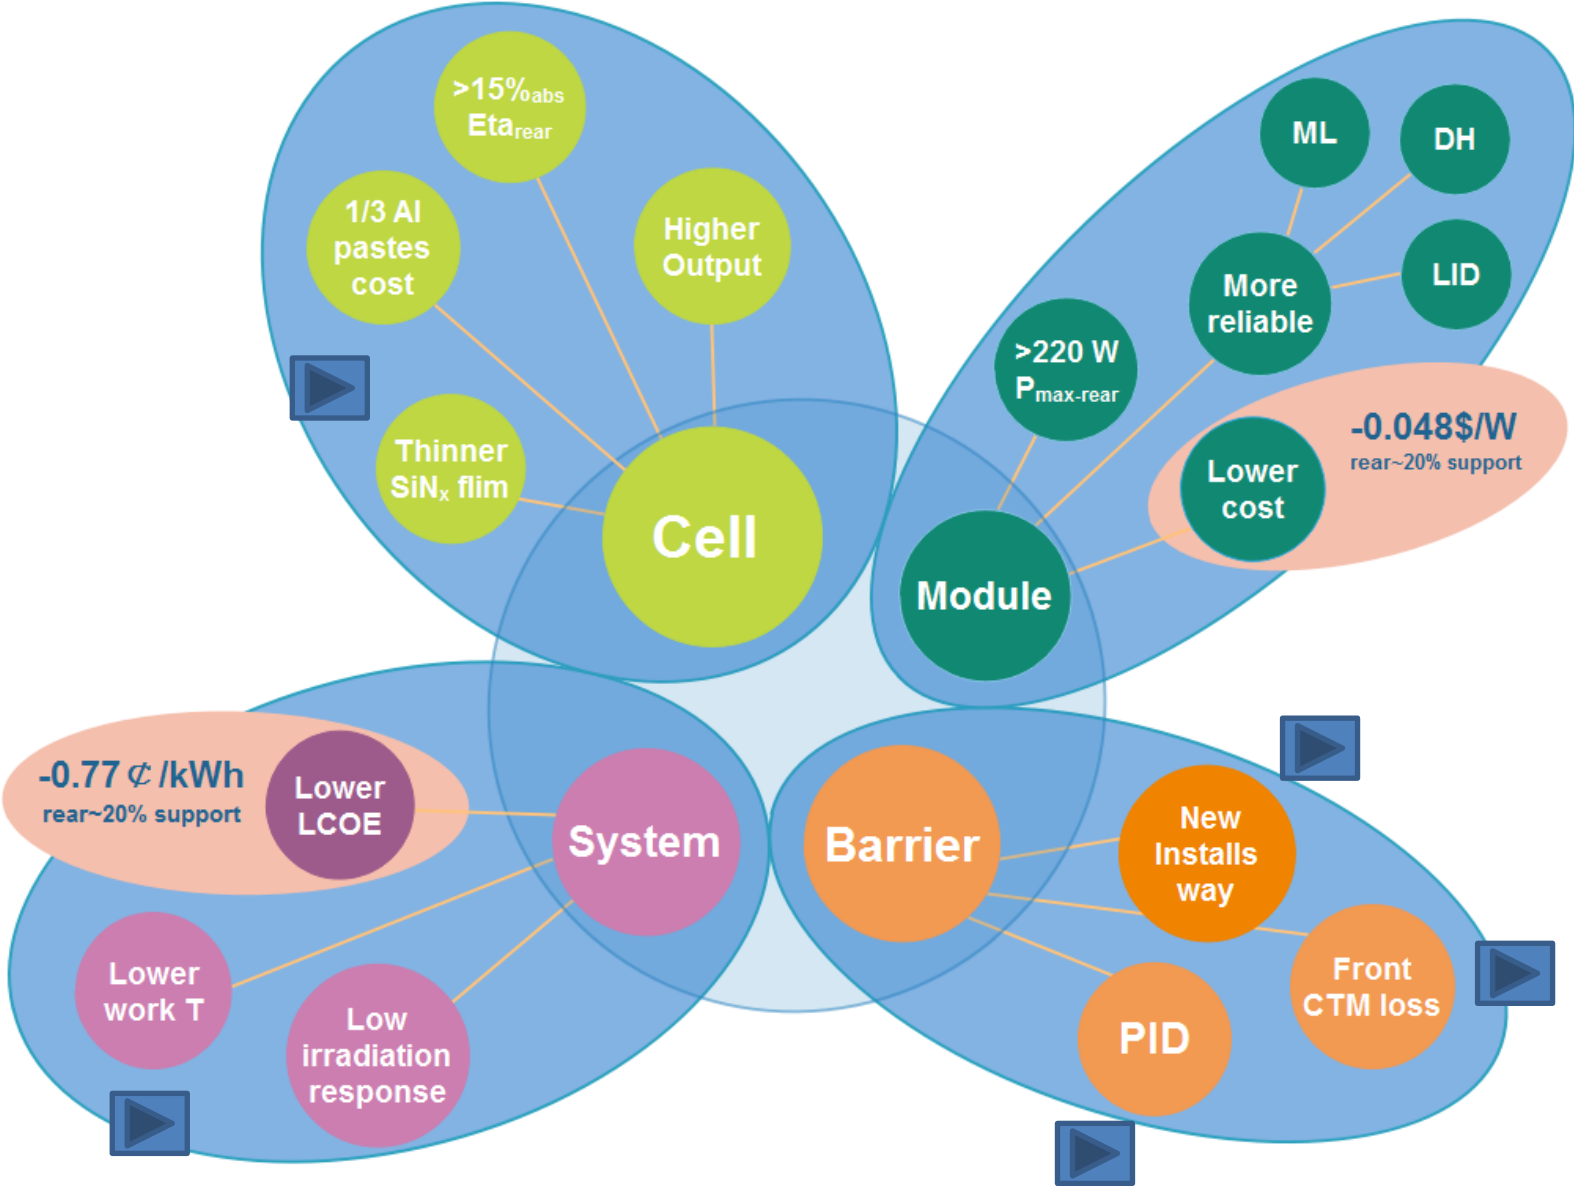 >15%abs
Etarear
1/3 Al
pastes
cost
Higher
Output
Thinner
SiNx flim
Cell
ML
DH
LID
More
reliable
>220 W
Pmax-rear
Lower
cost
-0.048$/W
rear~20% support
Module
-0.77 ₡ /kWh
rear~20% support
Lower
LCOE
System
Lower
work T
Low
irradiation
response
Barrier
New
Installs
way
Front
CTM loss
PID